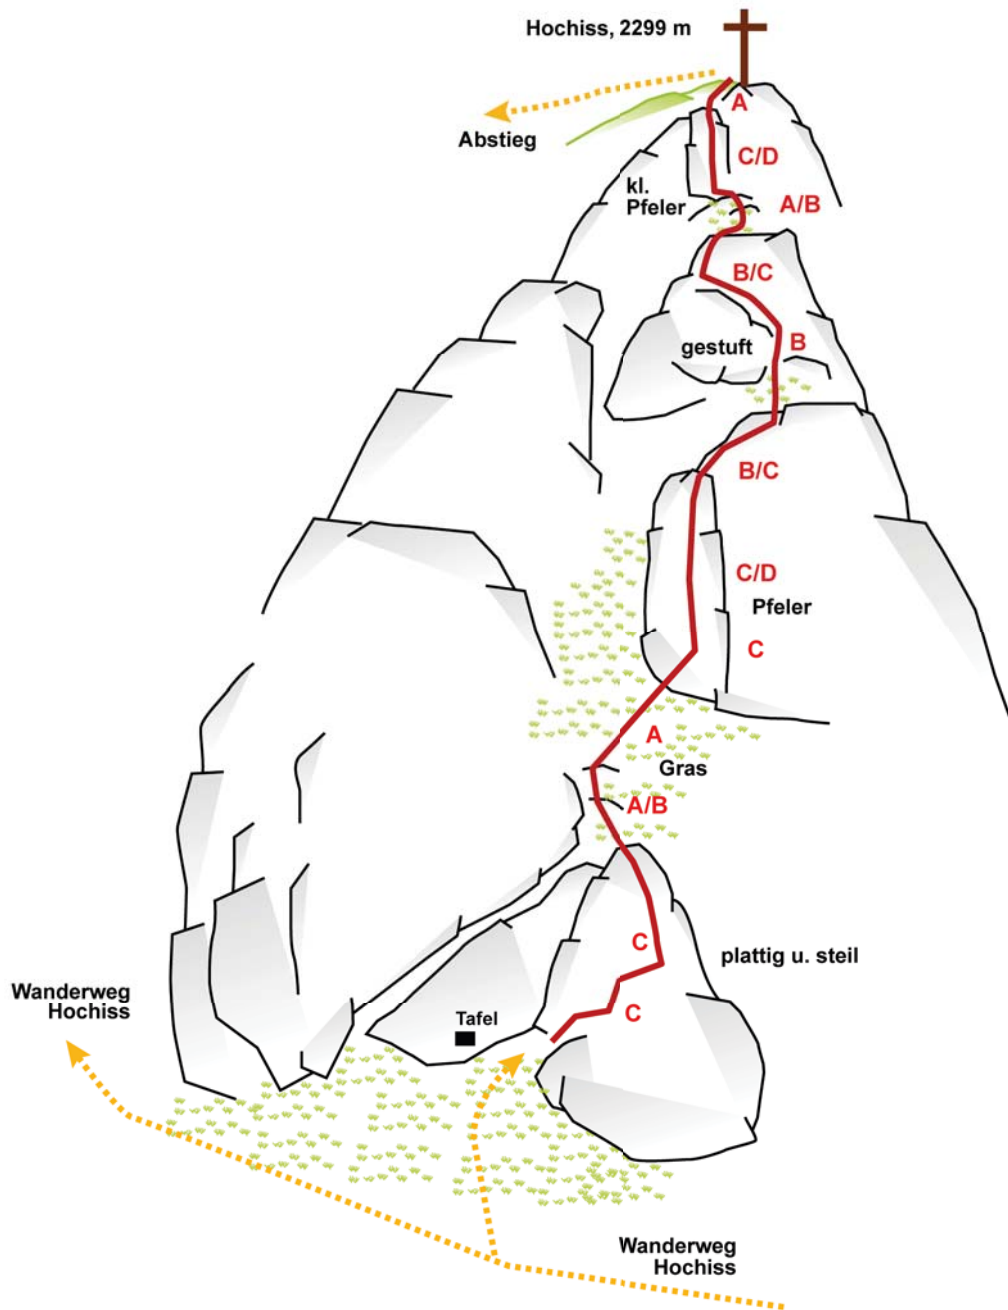 Hochiss, 2299 m
A
Abstieg
C/D
kl.
Pfeler
A/B
B/C
B
gestuft
B/C
C/D
Pfeler
C
A
Gras
A/B
C
plattig u. steil
Wanderweg
Hochiss
Tafel
C
Wanderweg
Hochiss